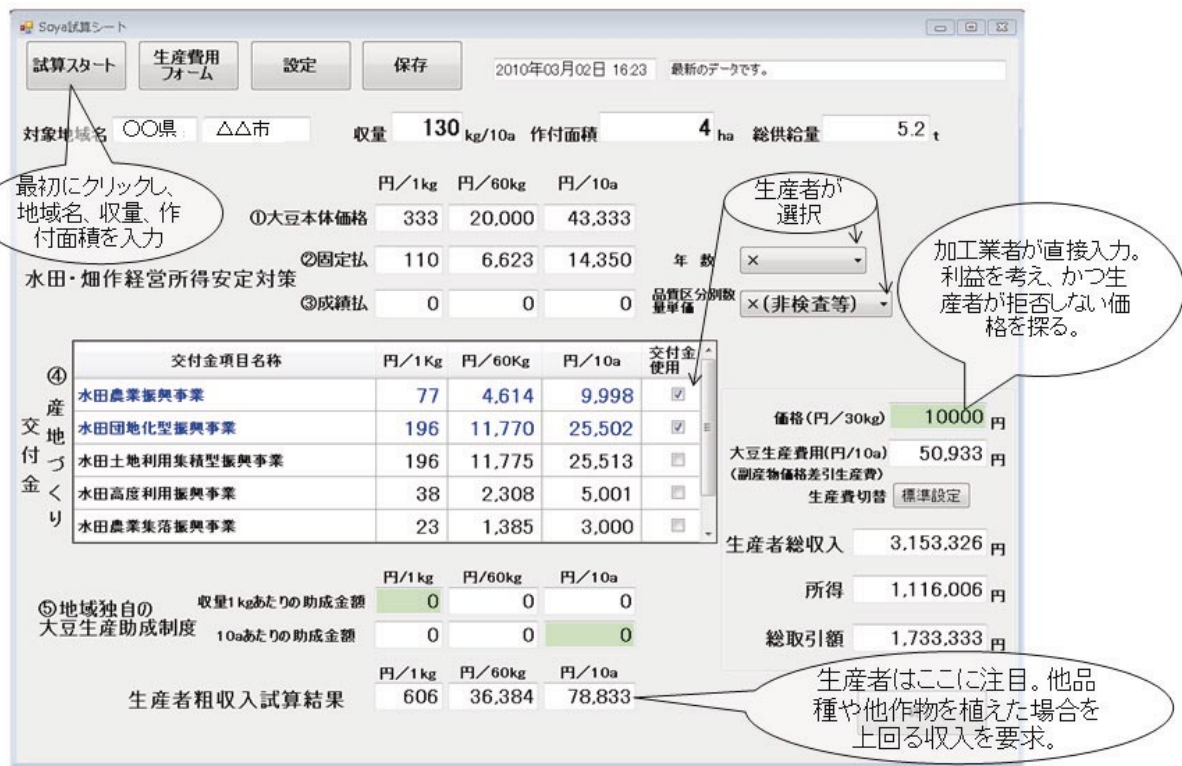 Soya試算シート
試算スタート
生産費用
フォーム
設定
保存
2010年03月02日 16:23
最新のデータです。
対象地域名 〇〇県 △△市 収量 130 kg/10a 作付面積 4 ha 総供給量 5.2 t
最初にクリックし、
地域名、収量、作
付面積を入力
円/1kg 円/60kg 円/10a
①大豆本体価格 333 20,000 43,333
水田・畑作経営所得安定対策
②固定払 110 6,623 14,350
③成績払 0 0 0
年 数 ×
品質区分別数
量単価 ×(非検査等)
生産者が
選択
加工業者が直接入力。
利益を考え、かつ生
産者が拒否しない価
格を探る。
④産地づくり
交付金
交付金項目名称 円/1Kg 円/60Kg 円/10a 交付金
使用
水田農業振興事業 77 4,614 9,998
水田団地化型振興事業 196 11,770 25,502
水田土地利用集積型振興事業 196 11,775 25,513
水田高度利用振興事業 38 2,308 5,001
水田農業集落振興事業 23 1,385 3,000
価格(円/30kg) 10000 円
大豆生産費用(円/10a) 50,933 円
(副産物価格差引生産費)
生産費切替 標準設定
生産者総収入 3,153,326 円
所得 1,116,006 円
総取引額 1,733,333 円
⑤地域独自の
大豆生産助成制度
円/1kg 円/60kg 円/10a
収量1kgあたりの助成金額 0 0 0
10aあたりの助成金額 0 0 0
円/1kg 円/60kg 円/10a
生産者粗収入試算結果 606 36,384 78,833
生産者はここに注目。他品
種や他作物を植えた場合を
上回る収入を要求。